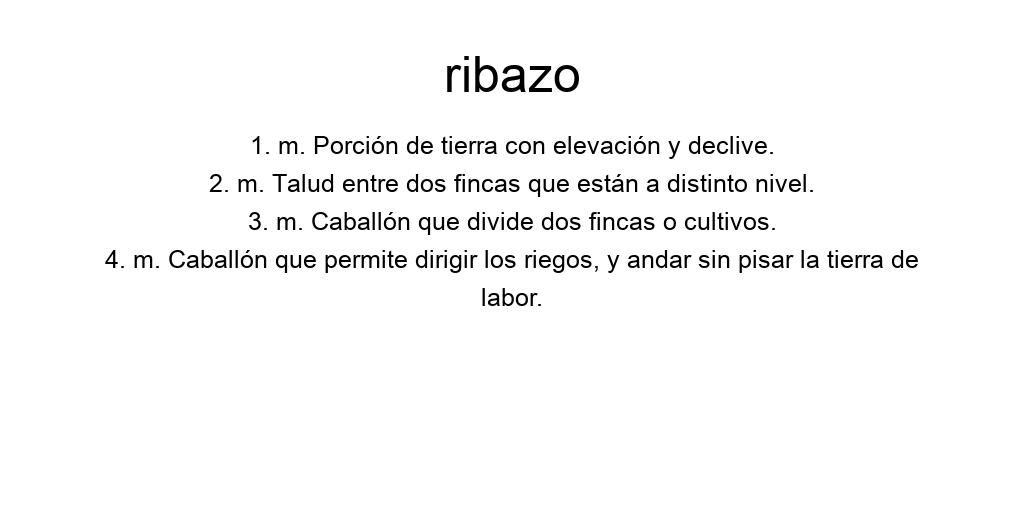 ribazo
1. m. Porción de tierra con elevación y declive.
2. m. Talud entre dos fincas que están a distinto nivel.
3. m. Caballón que divide dos fincas o cultivos.
4. m. Caballón que permite dirigir los riegos, y andar sin pisar la tierra de
labor.